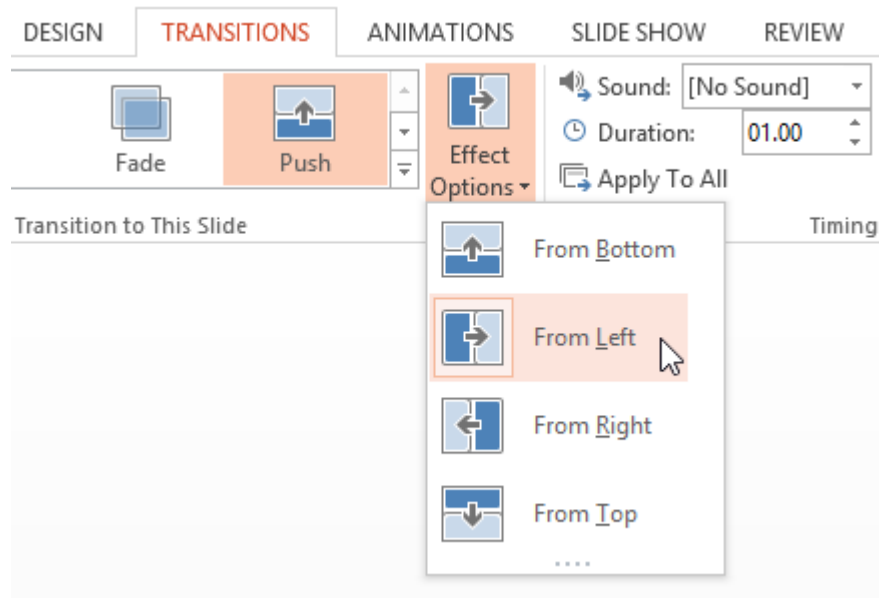 DESIGN TRANSITIONS ANIMATIONS SLIDE SHOW REVIEW
Fade
Push
Effect
Options
Sound: [No Sound]
Duration: 01.00
Apply To All
Transition to This Slide
Timing
From Bottom
From Left
From Right
From Top